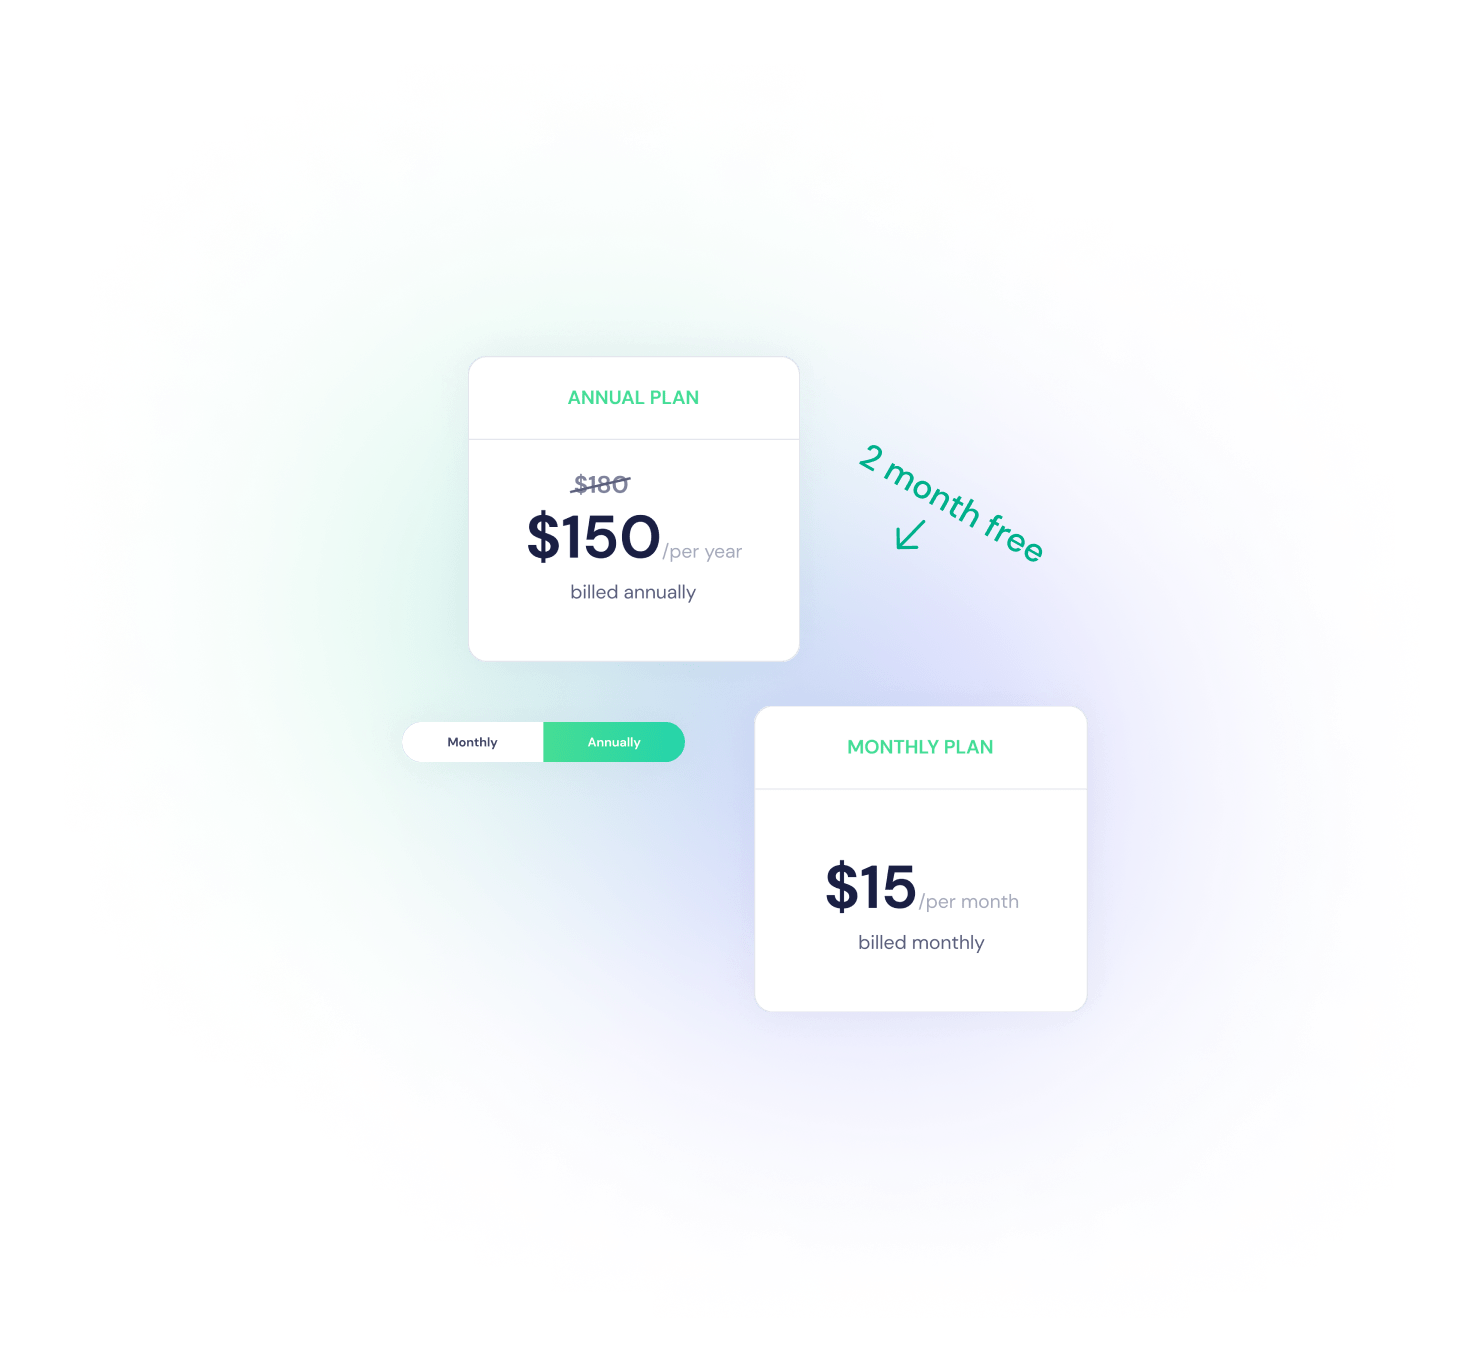 ANNUAL PLAN
$180
$150/per year
billed annually
2 month free
Monthly
Annually
MONTHLY PLAN
$15/per month
billed monthly